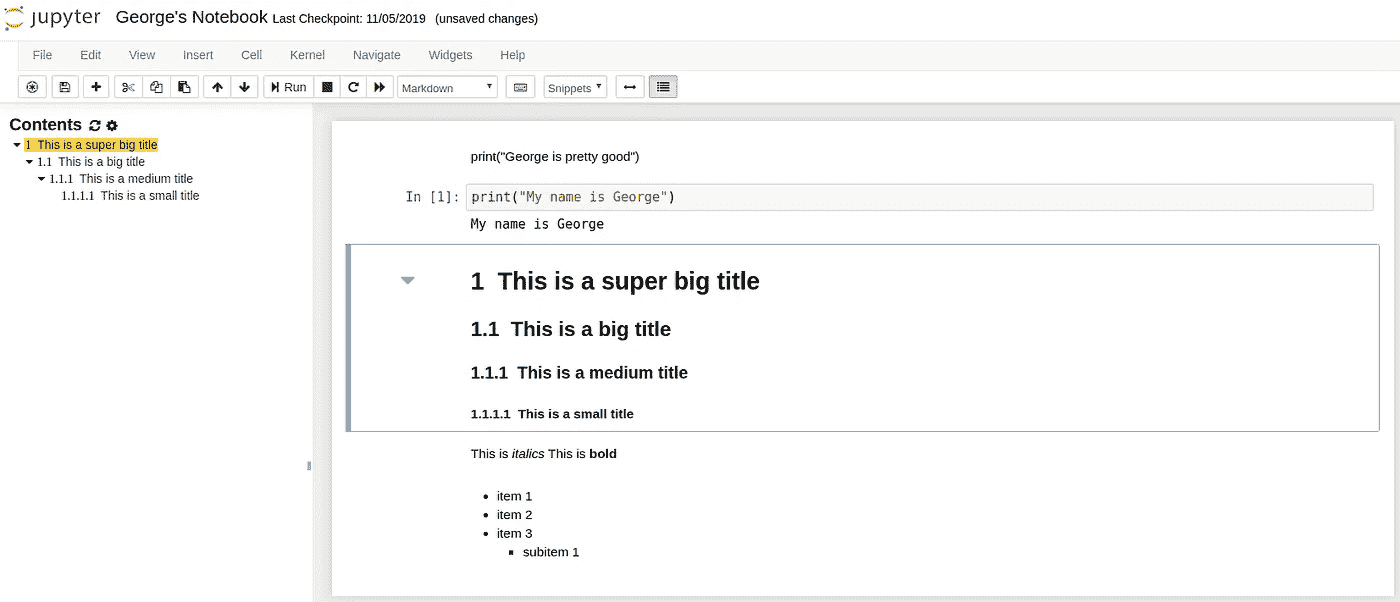 jupyter George's Notebook Last Checkpoint: 11/05/2019 (unsaved changes)
File Edit View Insert Cell Kernel Navigate Widgets Help
Run Markdown Snippets
Contents
1 This is a super big title
1.1 This is a big title
1.1.1 This is a medium title
1.1.1.1 This is a small title
print("George is pretty good")
In [1]: print("My name is George")
My name is George
1 This is a super big title
1.1 This is a big title
1.1.1 This is a medium title
1.1.1.1 This is a small title
This is italics This is bold
item 1
item 2
item 3
subitem 1